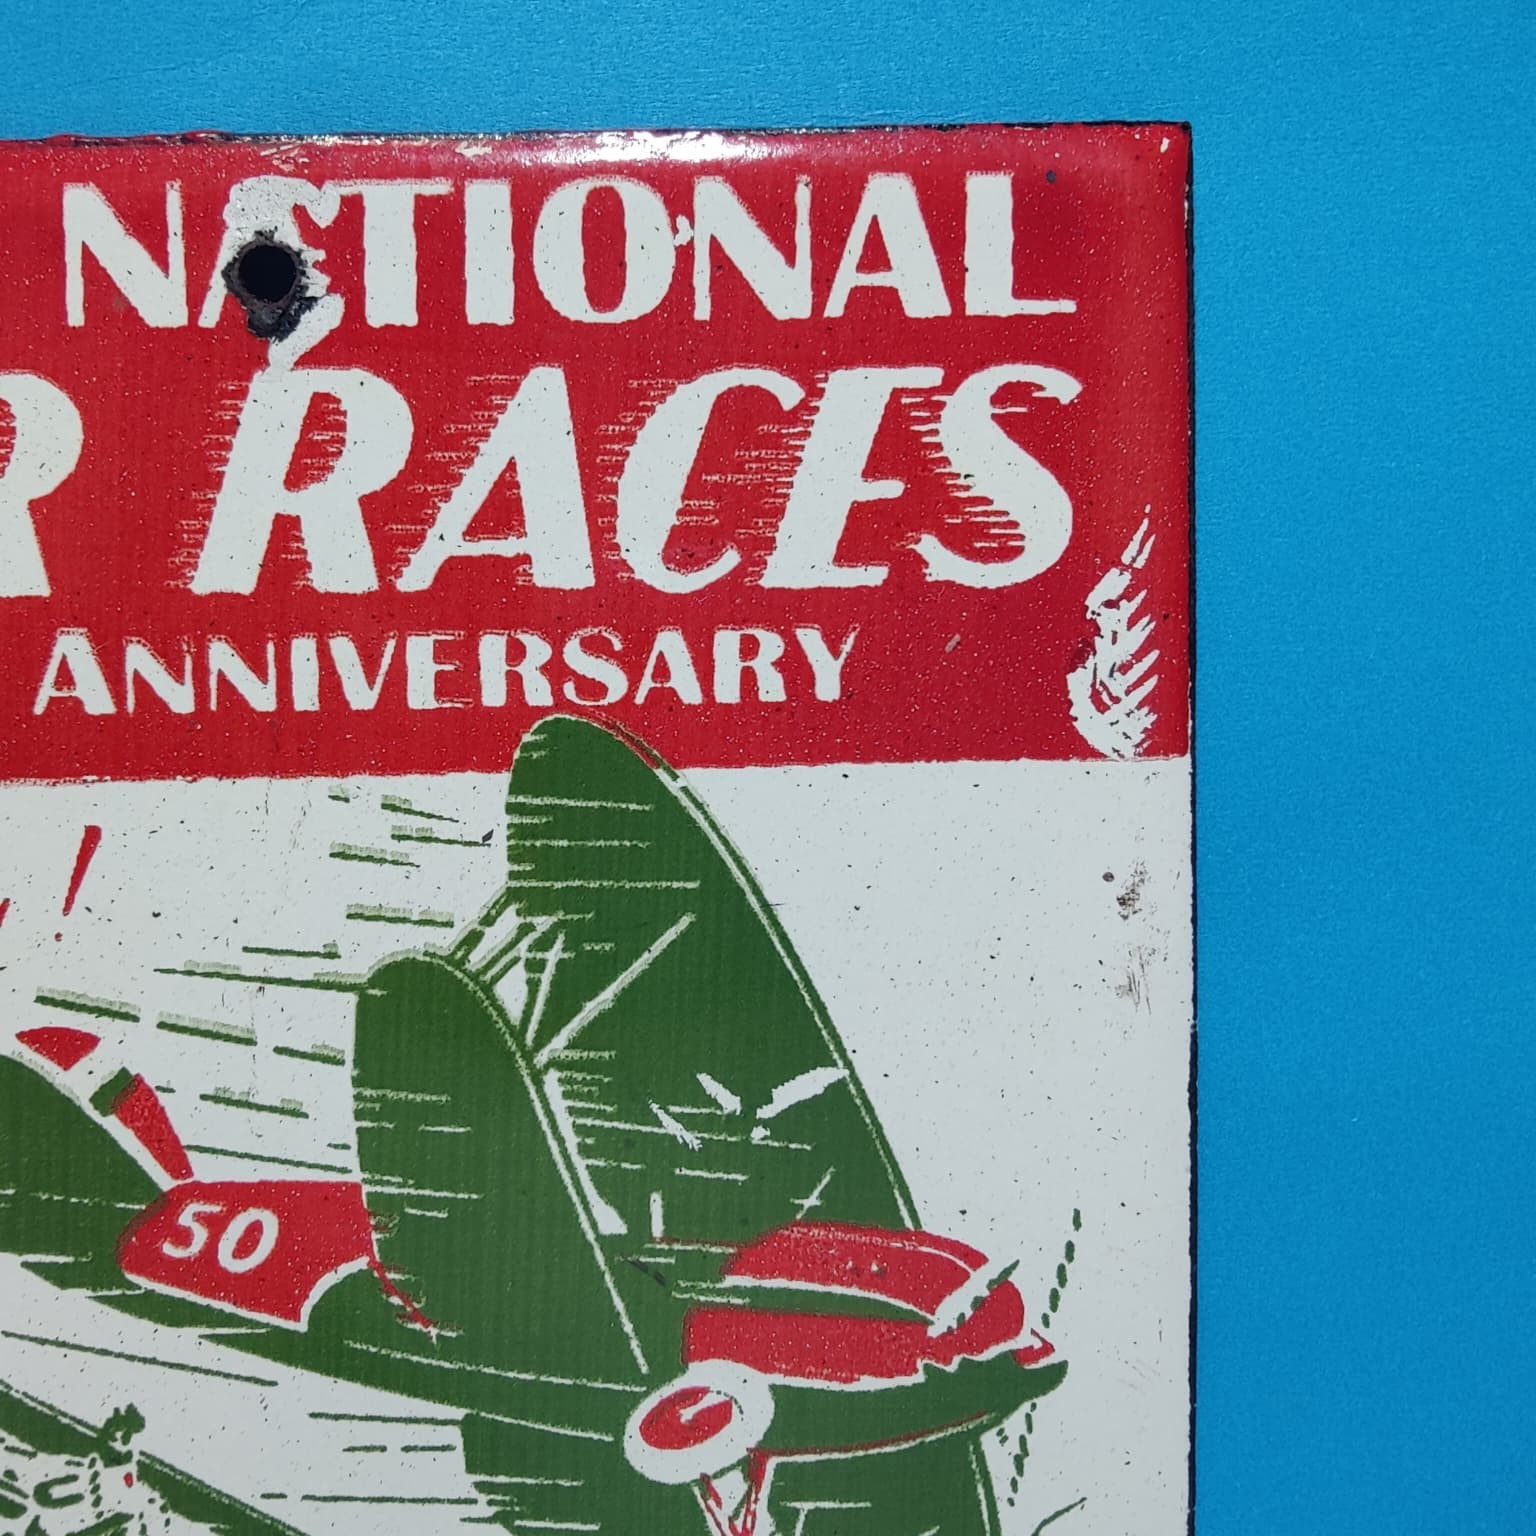 NATIONAL
R RACES
ANNIVERSARY
!
50